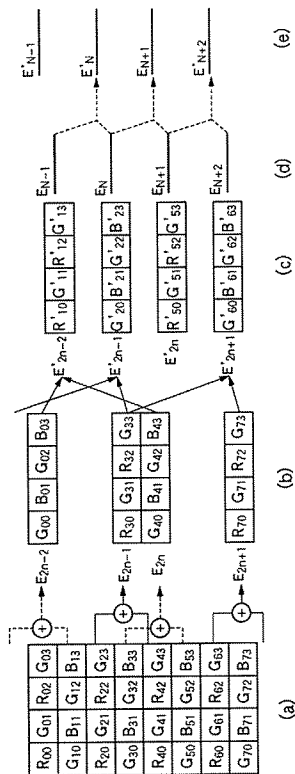 R00 G01 R02 G03
G10 B11 G12 B13
R20 G21 R22 G23
G30 B31 G32 B33
R40 G41 R42 G43
G50 B51 G52 B53
R60 G61 R62 G63
G70 B71 G72 B73
(a)
+
+
+
+
E2n-2
E2n-1
E2n
E2n+1
G00 B01 G02 B03
R30 G31 R32 G33
G40 B41 G42 B43
R70 G71 R72 G73
(b)
E'2n-2
E'2n-1
E'2n
E'2n+1
R'10 G'11 R'12 G'13
G'20 B'21 G'22 B'23
R'50 G'51 R'52 G'53
G'60 B'61 G'62 B'63
(c)
EN-1
EN
EN+1
EN+2
(d)
E'N-1
E'N
E'N+1
E'N+2
(e)